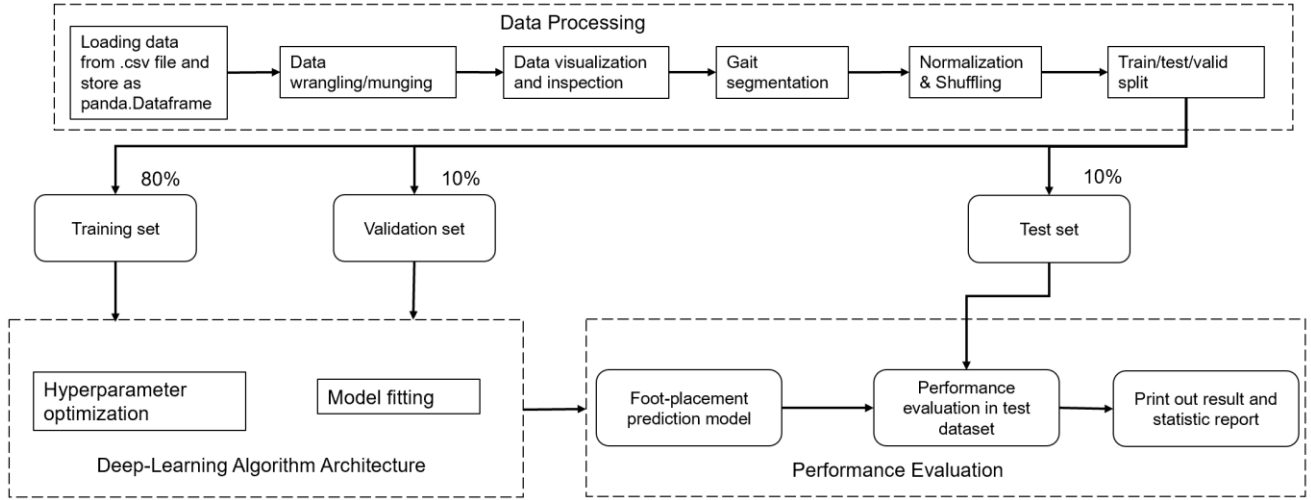 Data Processing
Loading data
from .csv file and
store as
panda.Dataframe
Data
wrangling/munging
Data visualization
and inspection
Gait
segmentation
Normalization
& Shuffling
Train/test/valid
split
80%
10%
10%
Training set
Validation set
Test set
Hyperparameter
optimization
Model fitting
Deep-Learning Algorithm Architecture
Foot-placement
prediction model
Performance
evaluation in test
dataset
Print out result and
statistic report
Performance Evaluation